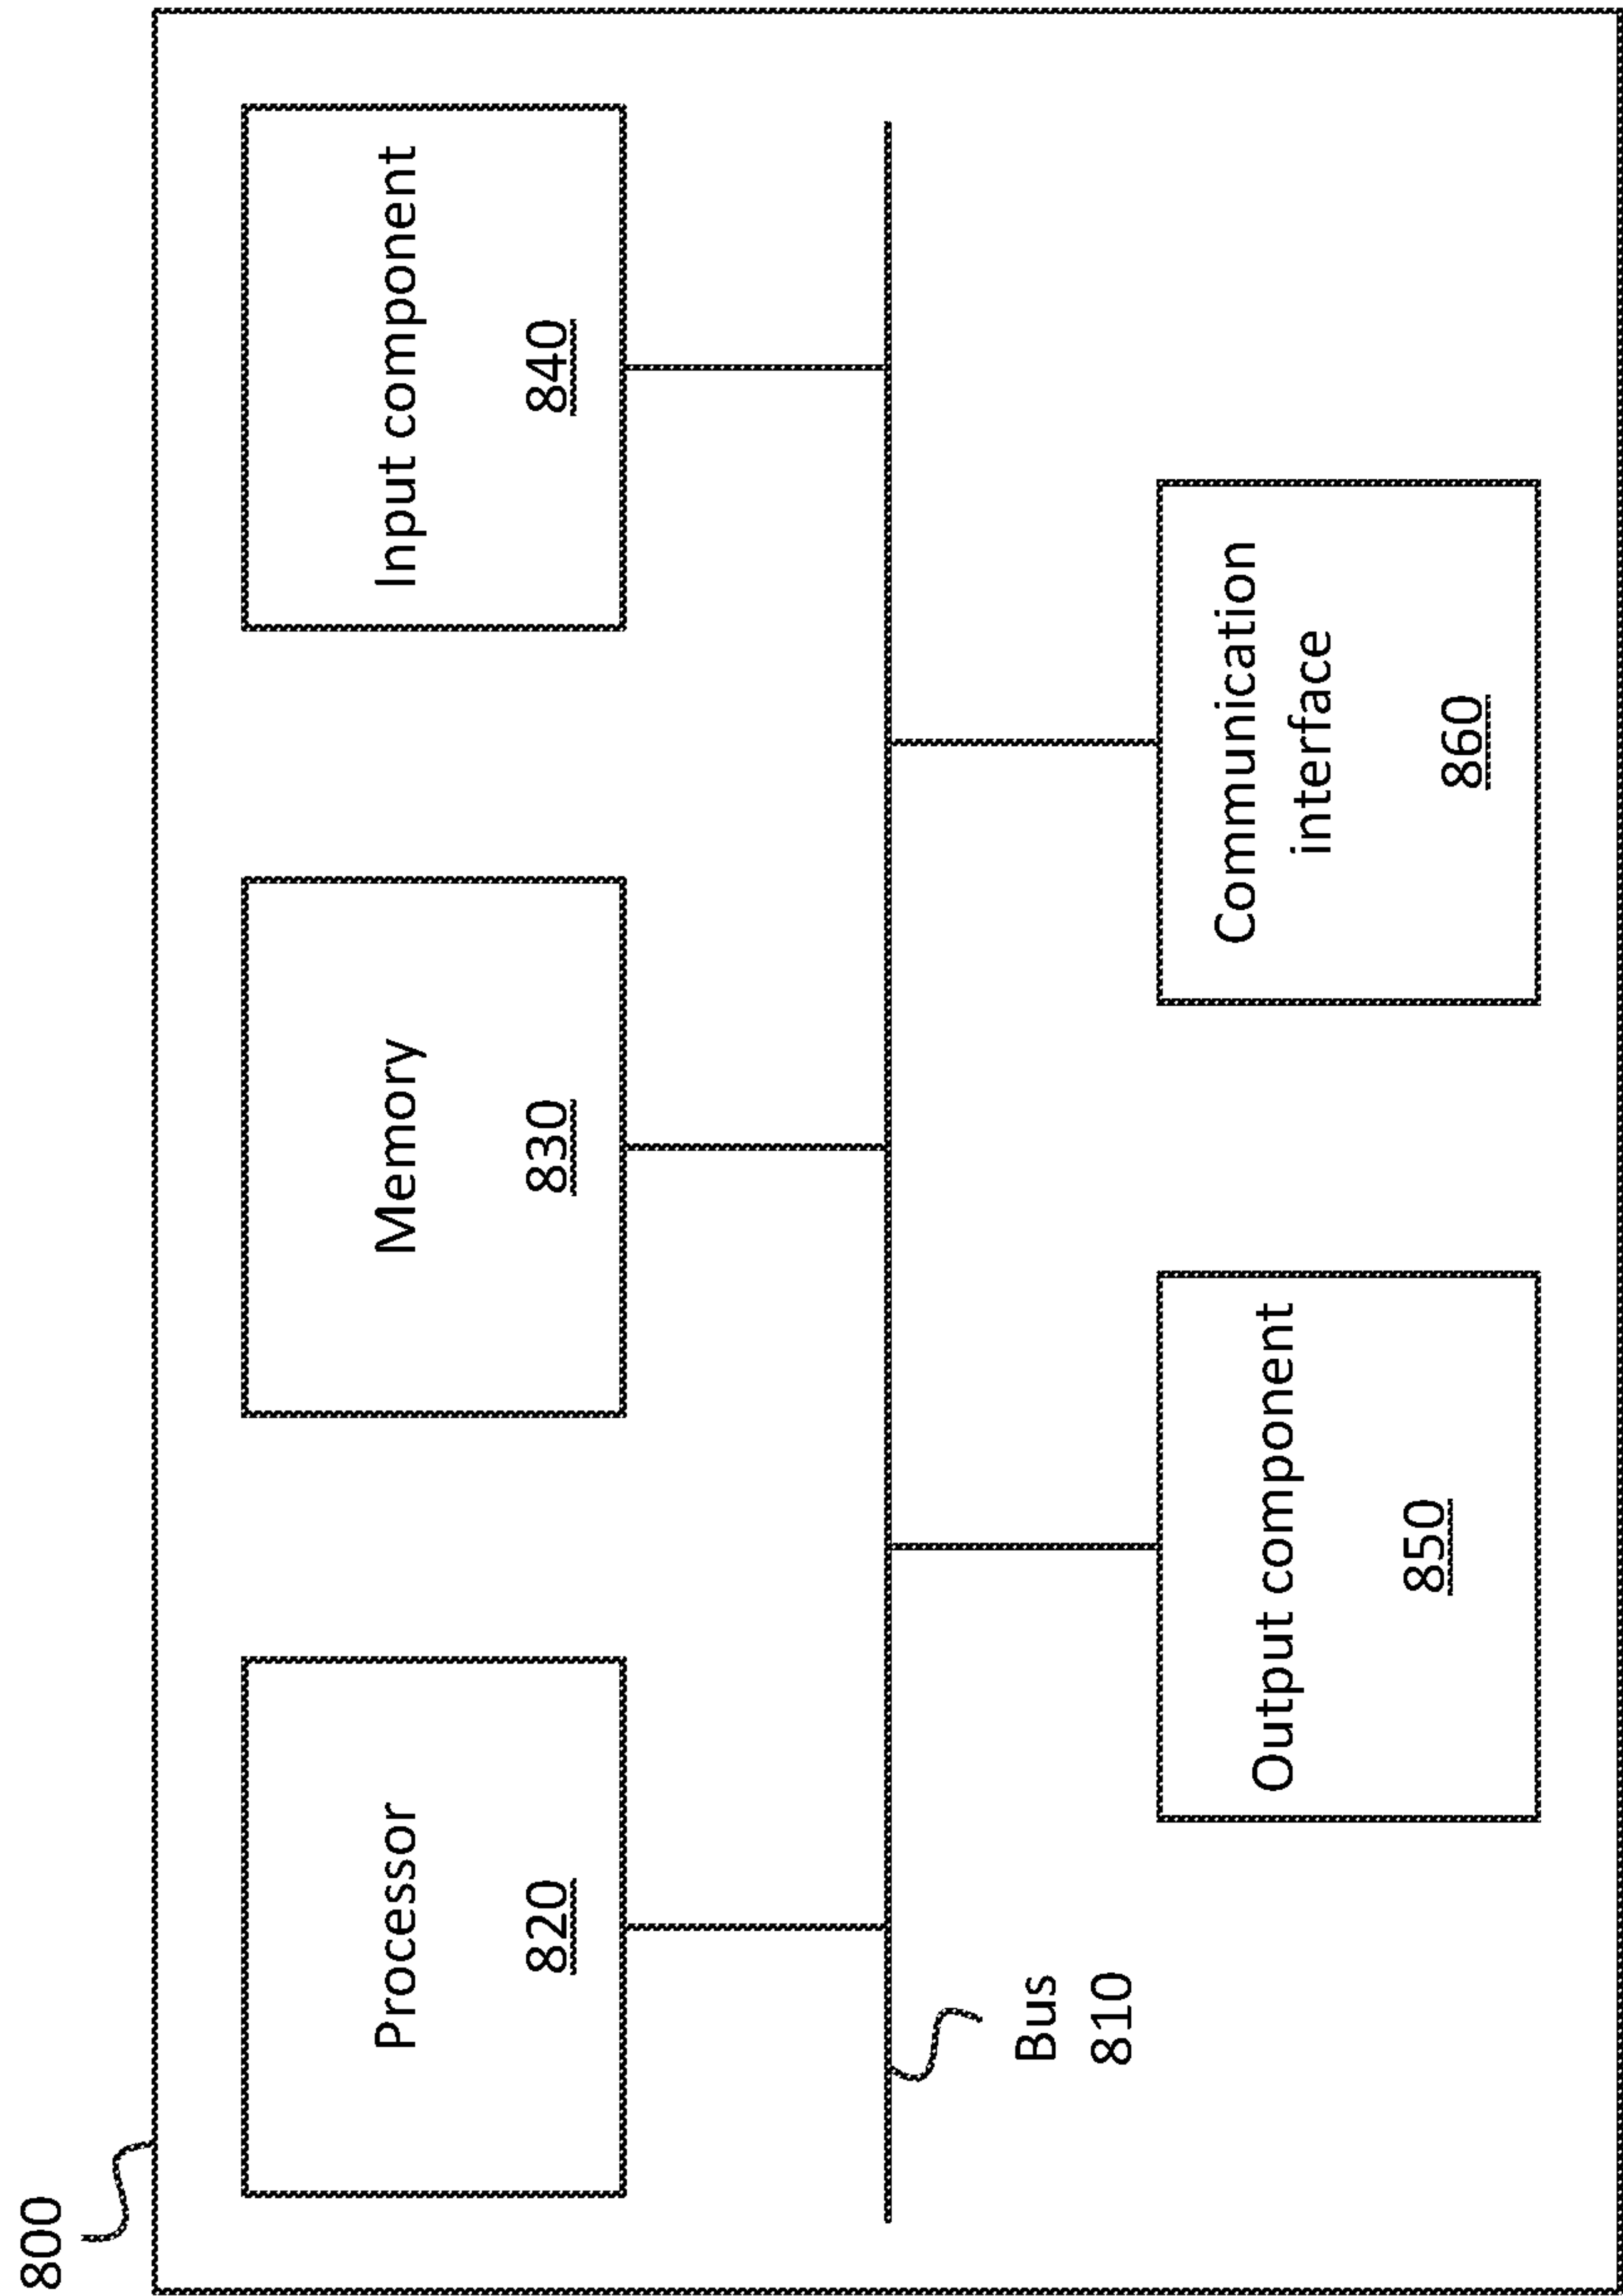 800
Processor
820
Memory
830
Input component
840
Bus
810
Output component
850
Communication
interface
860